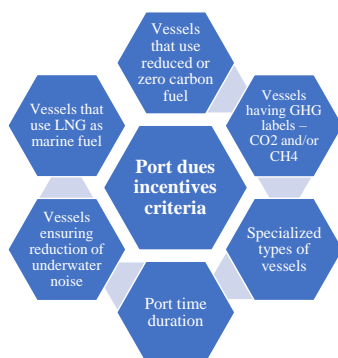 Vessels
that use
reduced or
zero carbon
fuel
Vessels
having GHG
labels –
CO2 and/or
CH4
Specialized
types of
vessels
Port time
duration
Vessels
ensuring
reduction of
underwater
noise
Vessels that
use LNG as
marine fuel
Port dues
incentives
criteria